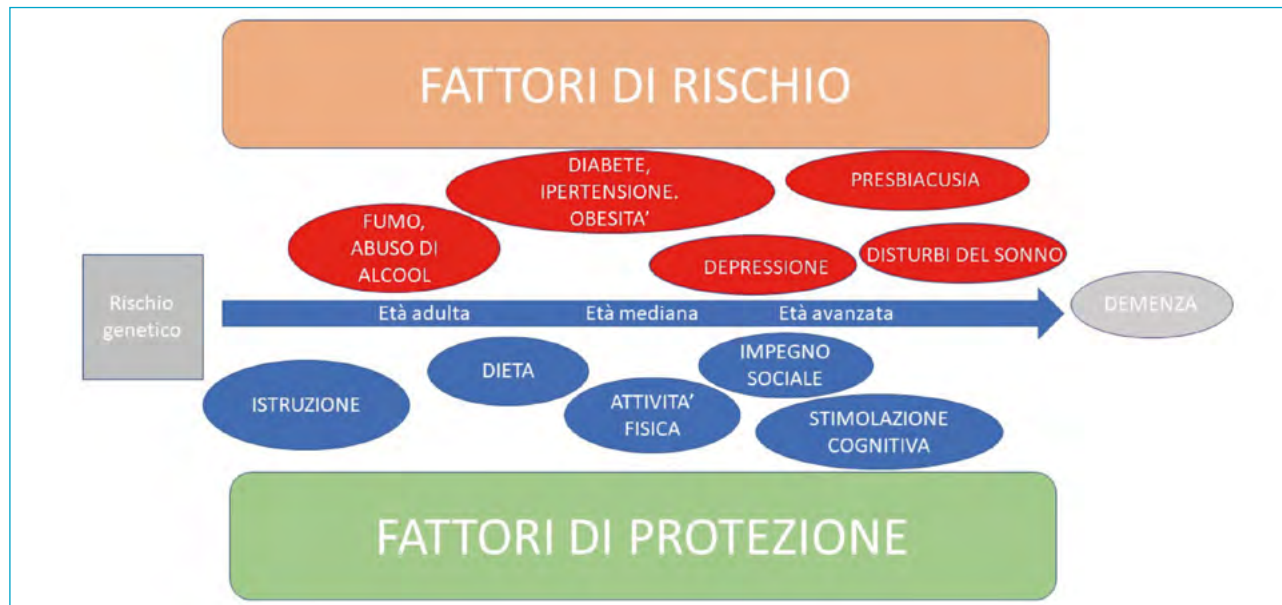 FATTORI DI RISCHIO
DIABETE,
IPERTENSIONE.
OBESITA’
PRESBIACUSIA
FUMO,
ABUSO DI
ALCOOL
DEPRESSIONE
DISTURBI DEL SONNO
Rischio
genetico
Età adulta
Età mediana
Età avanzata
DEMENZA
ISTRUZIONE
DIETA
ATTIVITA’
FISICA
IMPEGNO
SOCIALE
STIMOLAZIONE
COGNITIVA
FATTORI DI PROTEZIONE